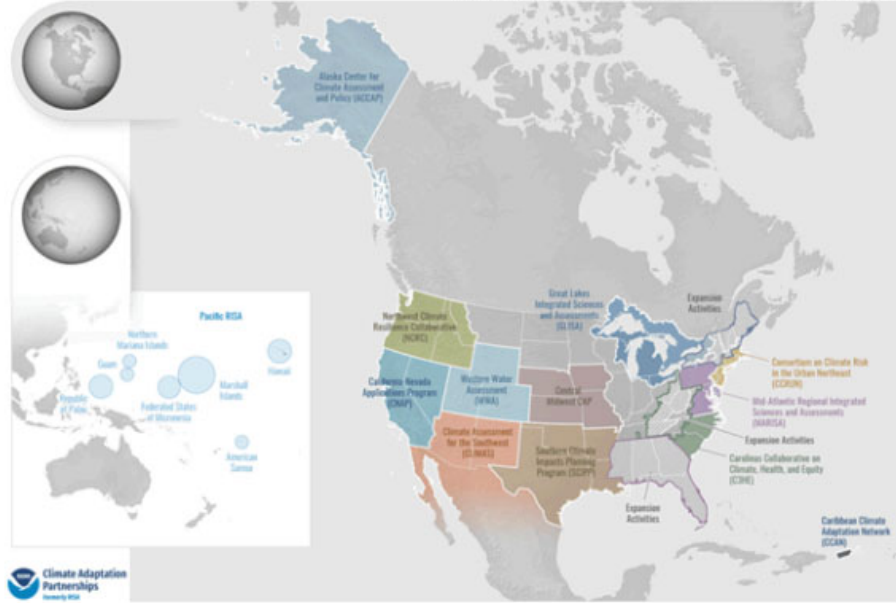 Alaska Center for
Climate Assessment
and Policy (ACCAP)
Great Lakes
Integrated Sciences
and Assessments
(GLISA)
Expansion
Activities
Northwest Climate
Resilience Collaborative
(NCRC)
Pacific RISA
Northern
Mariana Islands
Guam
Republic
of Palau
Federated States
of Micronesia
Marshall
Islands
Hawaii
American
Samoa
California-Nevada
Applications Program
(CNAP)
Western Water
Assessment
(WWA)
Central
Midwest CAP
Consortium on Climate Risk
in the Urban Northeast
(CCRUN)
Mid-Atlantic Regional Integrated
Sciences and Assessments
(MARISA)
Climate Assessment
for the Southwest
(CLIMAS)
Southern Climate
Impacts Planning
Program (SCIPP)
Expansion Activities
Carolinas Collaborative on
Climate, Health, and Equity
(C3HE)
Expansion
Activities
Caribbean Climate
Adaptation Network
(CCAN)
NOAA
Climate Adaptation
Partnerships
Formerly RISA